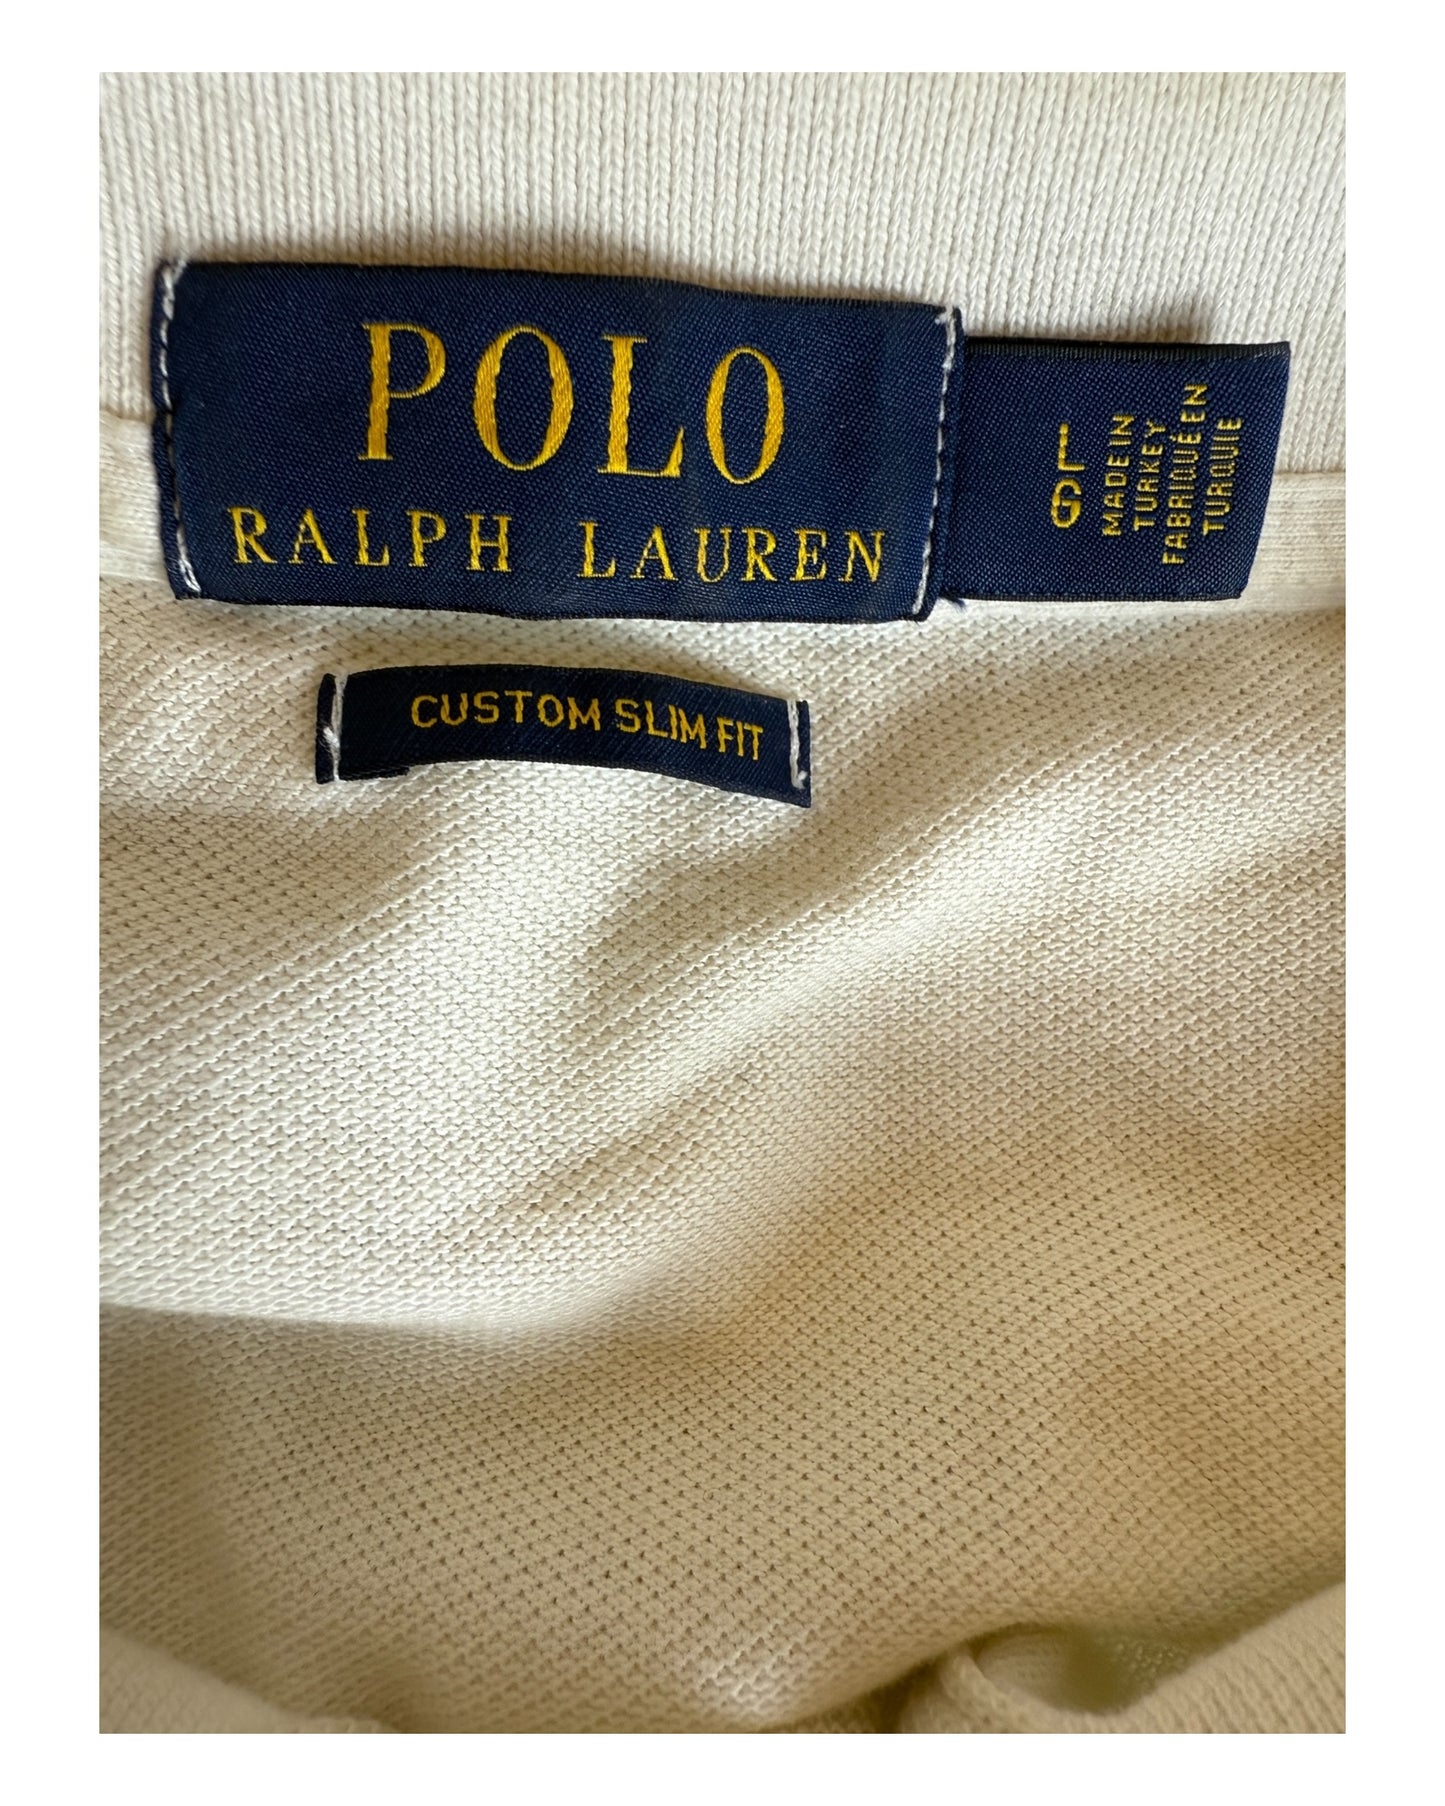 POLO
RALPH LAUREN
L
G
MADE IN
TURKEY
FABRIQUÉ EN
TURQUIE
CUSTOM SLIM FIT